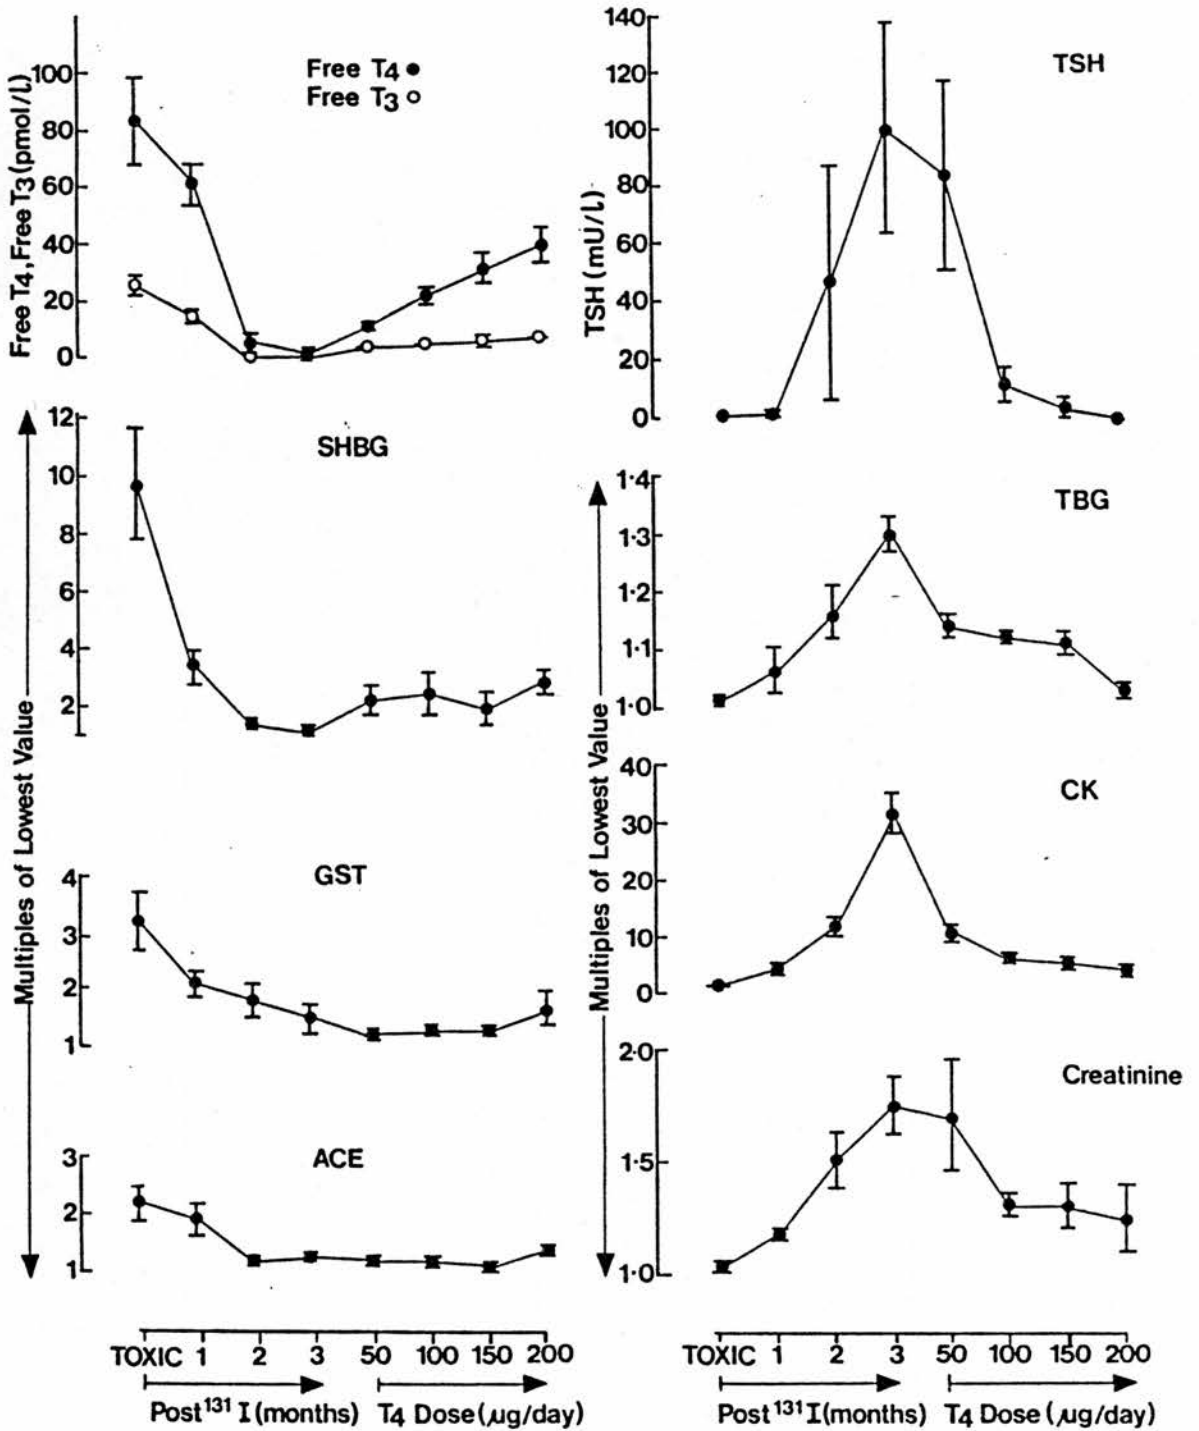 Free T4 ●
Free T3 ○
Free T4, Free T3 (pmol/l)
100
80
60
40
20
0
TSH
TSH (mU/l)
140
120
100
80
60
40
20
0
SHBG
12
10
8
6
4
2
Multiples of Lowest Value
GST
4
3
2
1
ACE
3
2
1
TOXIC 1 2 3 50 100 150 200
Post 131 I (months) T4 Dose (µg/day)
TBG
1·4
1·3
1·2
1·1
1·0
Multiples of Lowest Value
CK
40
30
20
10
0
Creatinine
2·0
1·5
1·0
TOXIC 1 2 3 50 100 150 200
Post 131 I (months) T4 Dose (µg/day)